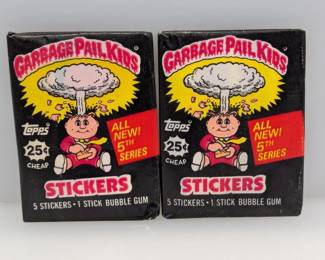 GARBAGE PAIL KIDS
Topps
25¢
CHEAP
ALL
NEW!
5TH
SERIES
STICKERS
5 STICKERS • 1 STICK BUBBLE GUM
GARBAGE PAIL KIDS
Topps
25¢
CHEAP
ALL
NEW!
5TH
SERIES
STICKERS
5 STICKERS • 1 STICK BUBBLE GUM